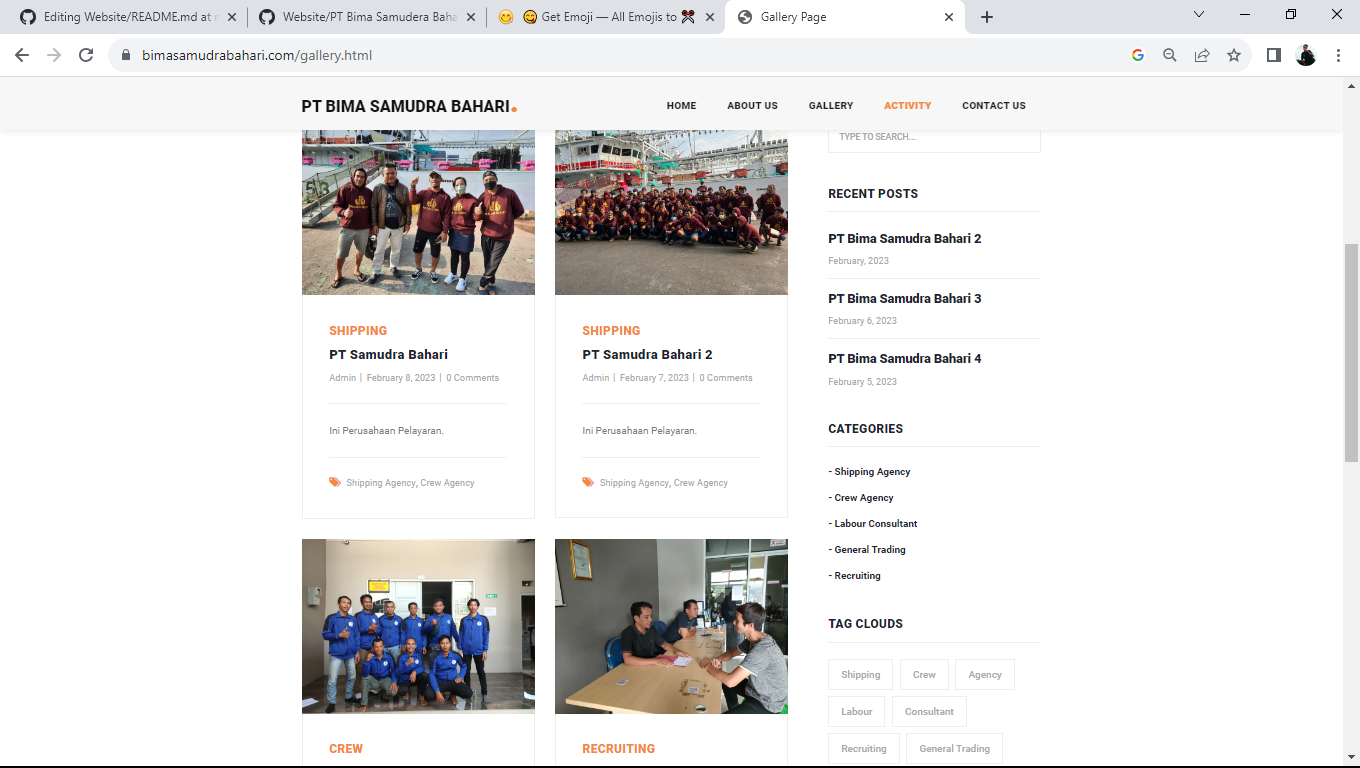 Editing Website/README.md at m
Website/PT Bima Samudera Baha
😋 Get Emoji — All Emojis to ✂
Gallery Page
bimasamudrabahari.com/gallery.html
PT BIMA SAMUDRA BAHARI.
HOME
ABOUT US
GALLERY
ACTIVITY
CONTACT US
SHIPPING
PT Samudra Bahari
Admin | February 8, 2023 | 0 Comments
Ini Perusahaan Pelayaran.
Shipping Agency, Crew Agency
SHIPPING
PT Samudra Bahari 2
Admin | February 7, 2023 | 0 Comments
Ini Perusahaan Pelayaran.
Shipping Agency, Crew Agency
CREW
RECRUITING
TYPE TO SEARCH...
RECENT POSTS
PT Bima Samudra Bahari 2
February, 2023
PT Bima Samudra Bahari 3
February 6, 2023
PT Bima Samudra Bahari 4
February 5, 2023
CATEGORIES
- Shipping Agency
- Crew Agency
- Labour Consultant
- General Trading
- Recruiting
TAG CLOUDS
Shipping
Crew
Agency
Labour
Consultant
Recruiting
General Trading